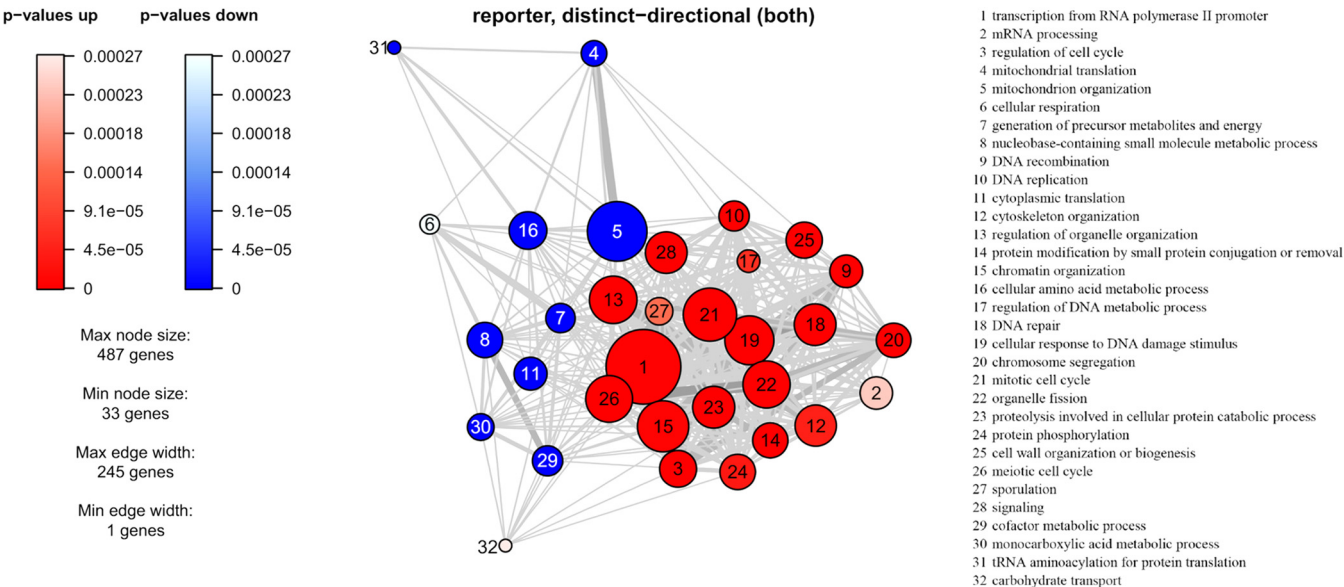 p−values up
p−values down
reporter, distinct−directional (both)
0.00027
0.00023
0.00018
0.00014
9.1e−05
4.5e−05
0
0.00027
0.00023
0.00018
0.00014
9.1e−05
4.5e−05
0
Max node size:
487 genes
Min node size:
33 genes
Max edge width:
245 genes
Min edge width:
1 genes
31
4
6
16
5
10
28
17
25
9
13
27
21
7
18
19
20
8
1
11
22
2
26
23
30
15
12
14
29
3
24
32
1 transcription from RNA polymerase II promoter
2 mRNA processing
3 regulation of cell cycle
4 mitochondrial translation
5 mitochondrion organization
6 cellular respiration
7 generation of precursor metabolites and energy
8 nucleobase-containing small molecule metabolic process
9 DNA recombination
10 DNA replication
11 cytoplasmic translation
12 cytoskeleton organization
13 regulation of organelle organization
14 protein modification by small protein conjugation or removal
15 chromatin organization
16 cellular amino acid metabolic process
17 regulation of DNA metabolic process
18 DNA repair
19 cellular response to DNA damage stimulus
20 chromosome segregation
21 mitotic cell cycle
22 organelle fission
23 proteolysis involved in cellular protein catabolic process
24 protein phosphorylation
25 cell wall organization or biogenesis
26 meiotic cell cycle
27 sporulation
28 signaling
29 cofactor metabolic process
30 monocarboxylic acid metabolic process
31 tRNA aminoacylation for protein translation
32 carbohydrate transport